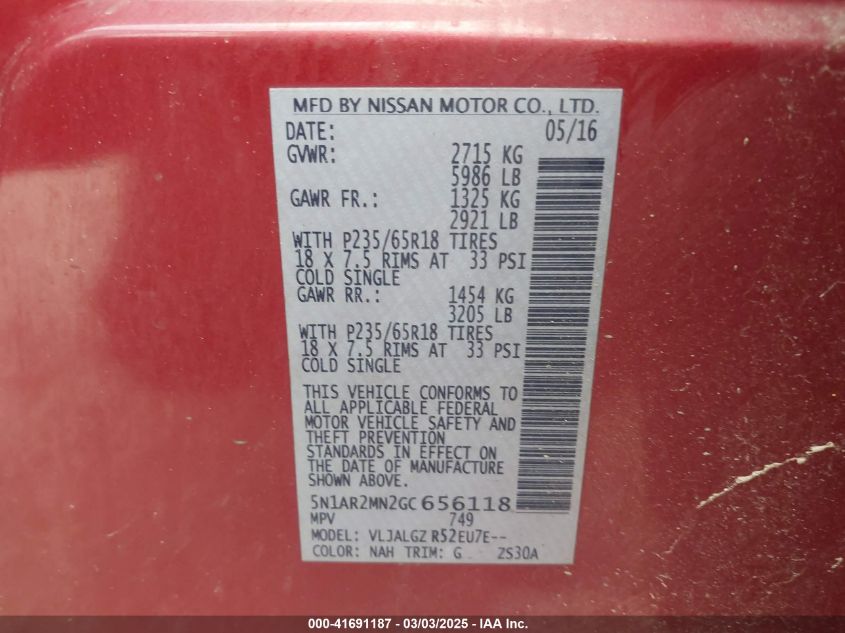 MFD BY NISSAN MOTOR CO., LTD.
DATE: 05/16
GVWR: 2715 KG
5986 LB
GAWR FR.: 1325 KG
2921 LB
WITH P235/65R18 TIRES
18 X 7.5 RIMS AT 33 PSI
COLD SINGLE
GAWR RR.: 1454 KG
3205 LB
WITH P235/65R18 TIRES
18 X 7.5 RIMS AT 33 PSI
COLD SINGLE
THIS VEHICLE CONFORMS TO
ALL APPLICABLE FEDERAL
MOTOR VEHICLE SAFETY AND
THEFT PREVENTION
STANDARDS IN EFFECT ON
THE DATE OF MANUFACTURE
SHOWN ABOVE.
5N1AR2MN2GC656118
MPV 749
MODEL: VLJALGZ R52EU7E--
COLOR: NAH TRIM: G ZS30A
000-41691187 - 03/03/2025 - IAA Inc.